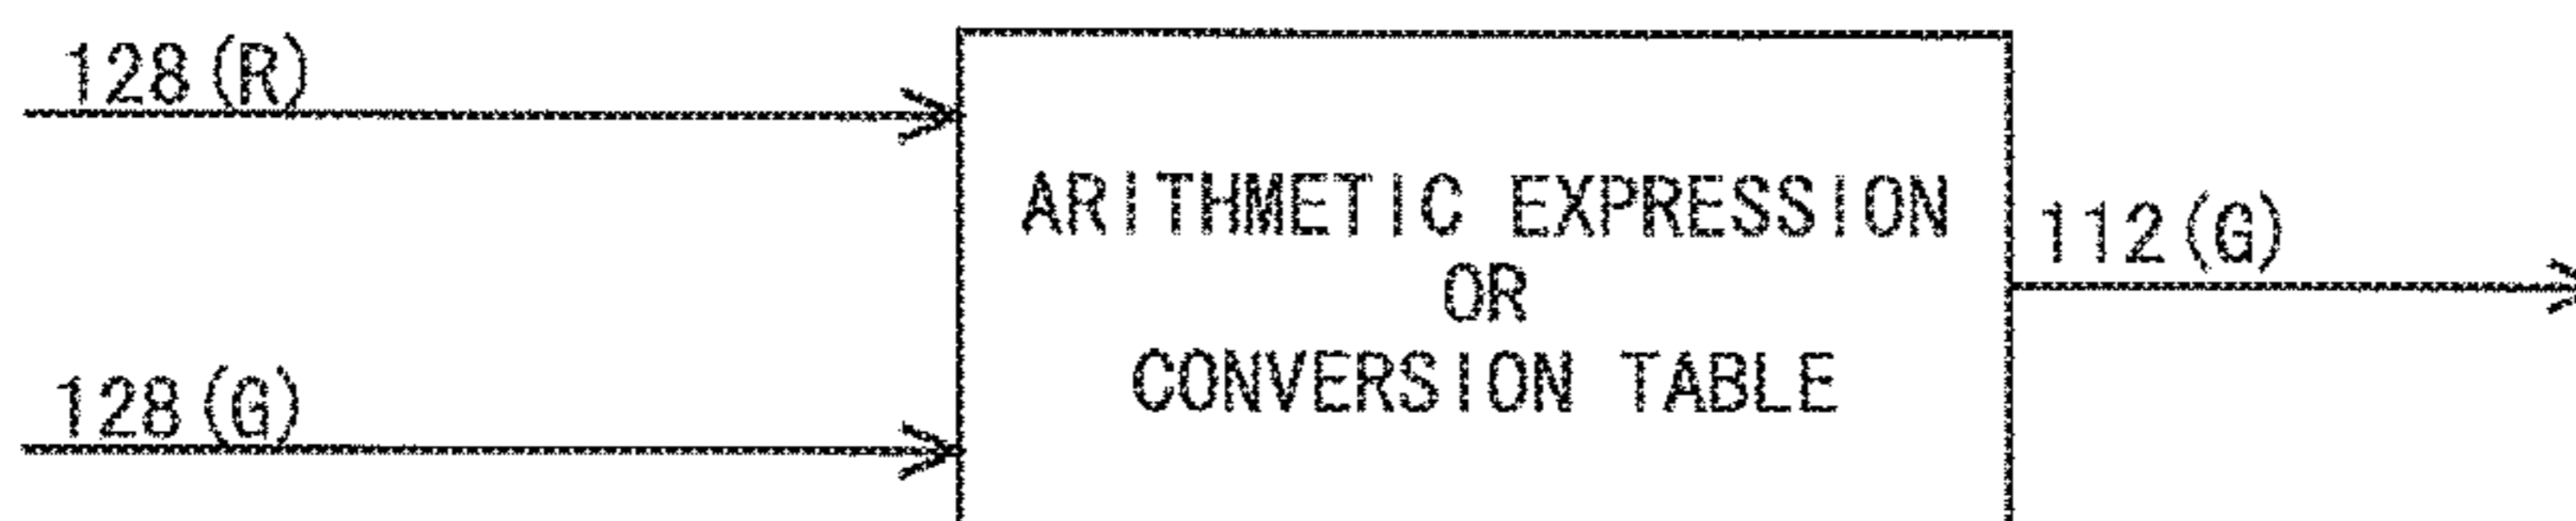 128(R)
ARITHMETIC EXPRESSION
OR
CONVERSION TABLE
112(G)
128(G)